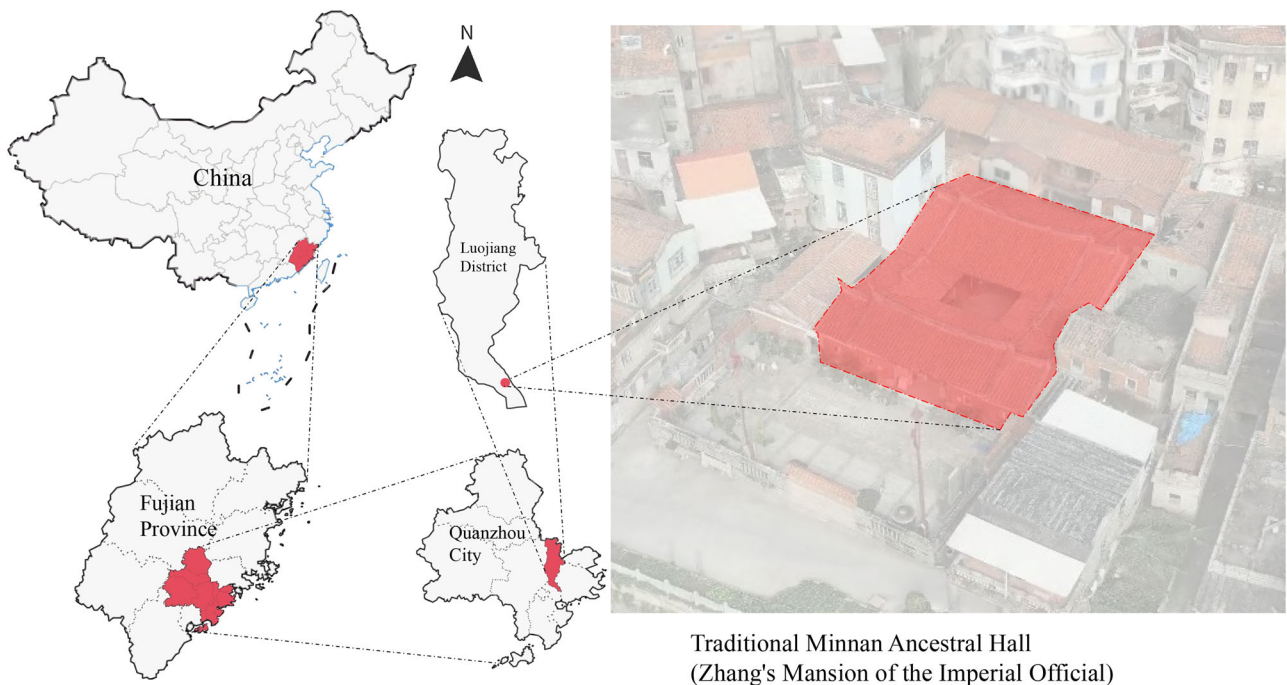 N
China
Luojiang
District
Fujian
Province
Quanzhou
City
Traditional Minnan Ancestral Hall
(Zhang's Mansion of the Imperial Official)